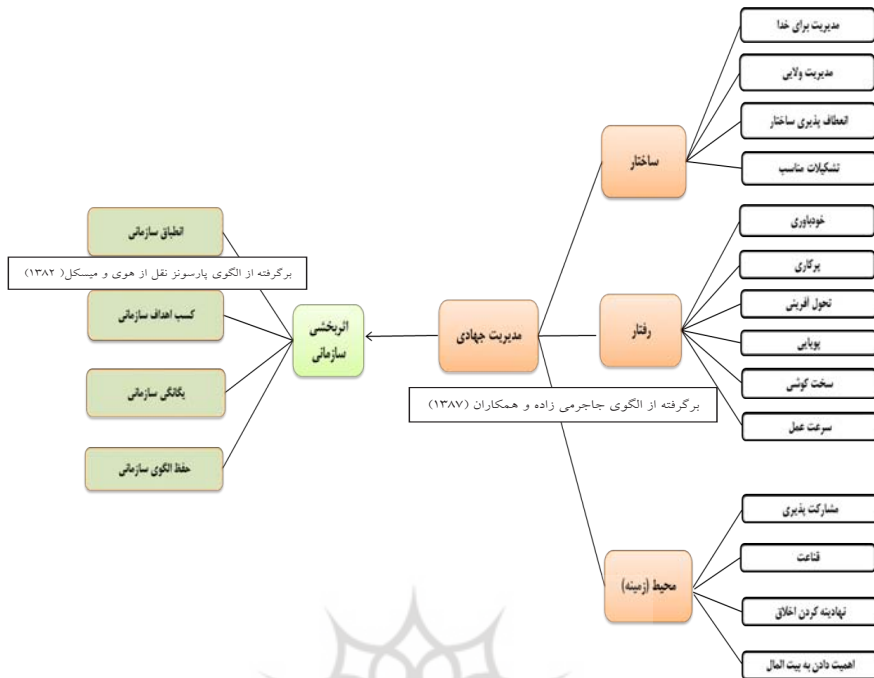 مدیریت برای خدا
مدیریت ولایی
انعطاف پذیری ساختار
تشکیلات مناسب
ساختار
خودباوری
پرکاری
تحول آفرینی
پویایی
سخت کوشی
سرعت عمل
رفتار
مشارکت پذیری
قناعت
نهادینه کردن اخلاق
اهمیت دادن به بیت المال
محیط (زمینه)
مدیریت جهادی
برگرفته از الگوی جاجرمی زاده و همکاران (۱۳۸۷)
اثربخشی
سازمانی
انطباق سازمانی
برگرفته از الگوی پارسونز نقل از هوی و میسکل( ۱۳۸۲)
کسب اهداف سازمانی
یگانگی سازمانی
حفظ الگوی سازمانی